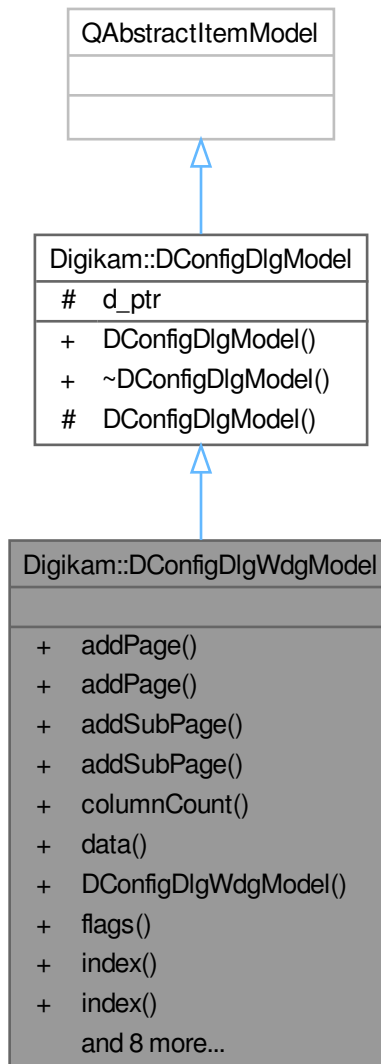 QAbstractItemModel
Digikam::DConfigDlgModel
# d_ptr
+ DConfigDlgModel()
+ ~DConfigDlgModel()
# DConfigDlgModel()
Digikam::DConfigDlgWdgModel
+ addPage()
+ addPage()
+ addSubPage()
+ addSubPage()
+ columnCount()
+ data()
+ DConfigDlgWdgModel()
+ flags()
+ index()
+ index()
and 8 more...